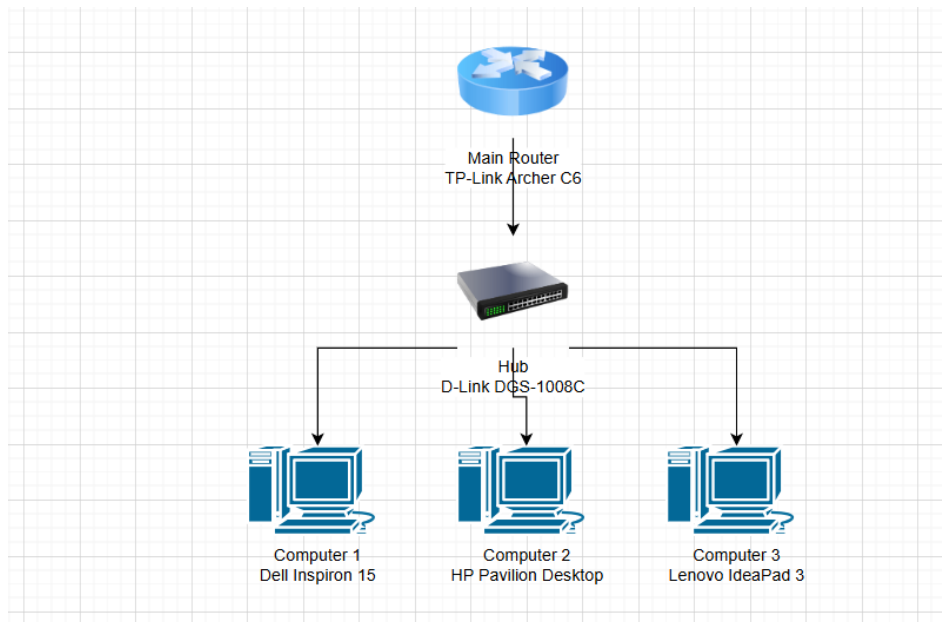 Main Router
TP-Link Archer C6
Hub
D-Link DGS-1008C
Computer 1
Dell Inspiron 15
Computer 2
HP Pavilion Desktop
Computer 3
Lenovo IdeaPad 3